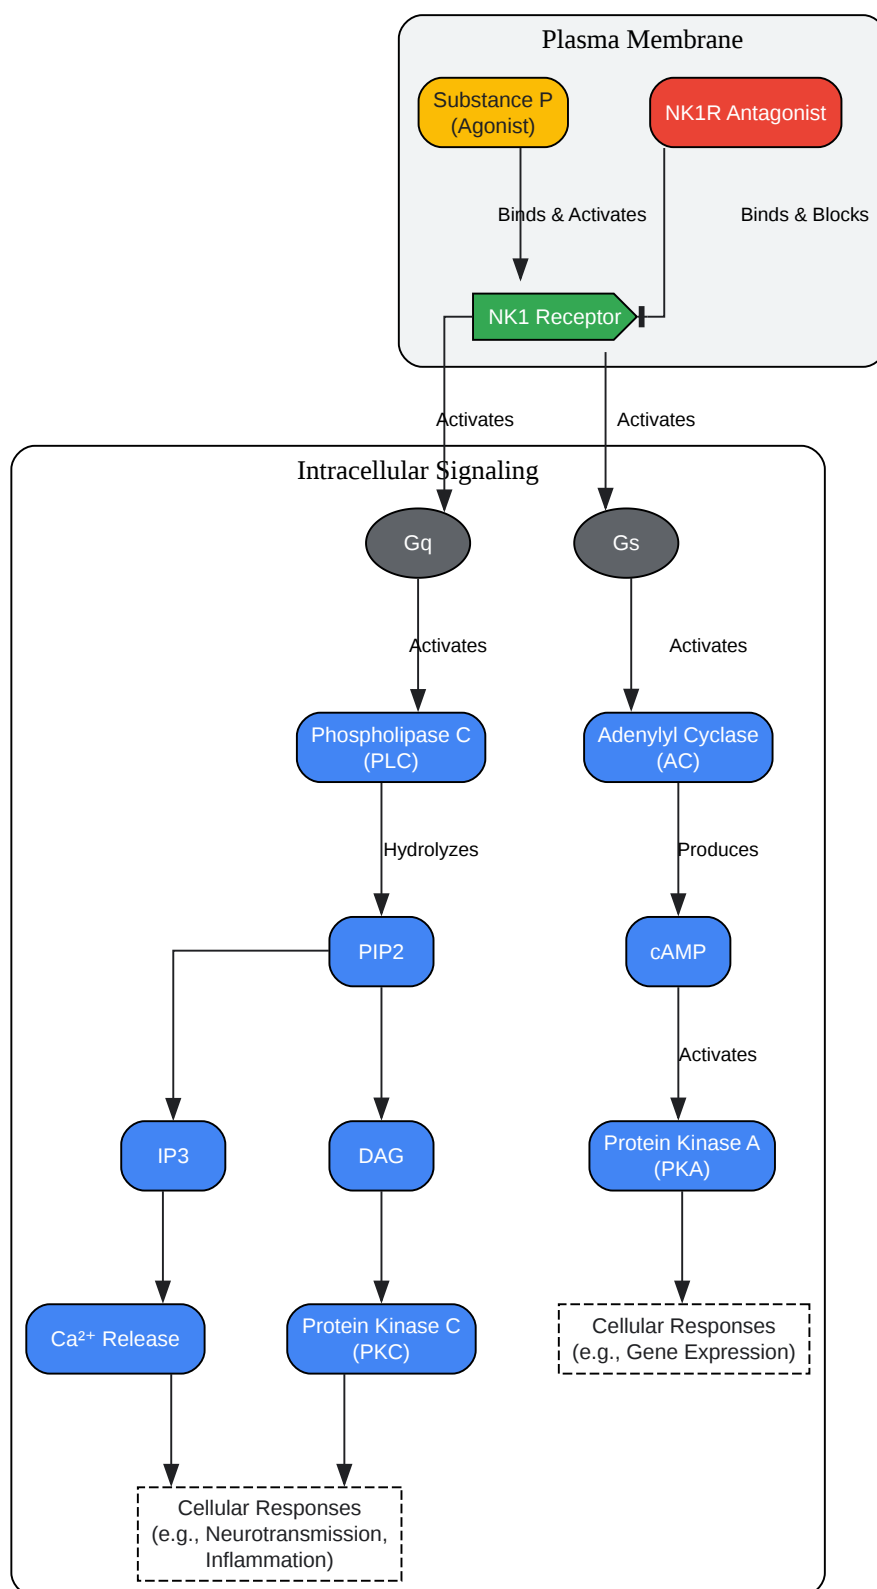 Plasma Membrane
Substance P
(Agonist)
NK1R Antagonist
Binds & Activates
Binds & Blocks
NK1 Receptor
Activates
Activates
Intracellular Signaling
Gq
Gs
Activates
Activates
Phospholipase C
(PLC)
Adenylyl Cyclase
(AC)
Hydrolyzes
Produces
PIP2
cAMP
Activates
IP3
DAG
Protein Kinase A
(PKA)
Ca²⁺ Release
Protein Kinase C
(PKC)
Cellular Responses
(e.g., Gene Expression)
Cellular Responses
(e.g., Neurotransmission,
Inflammation)